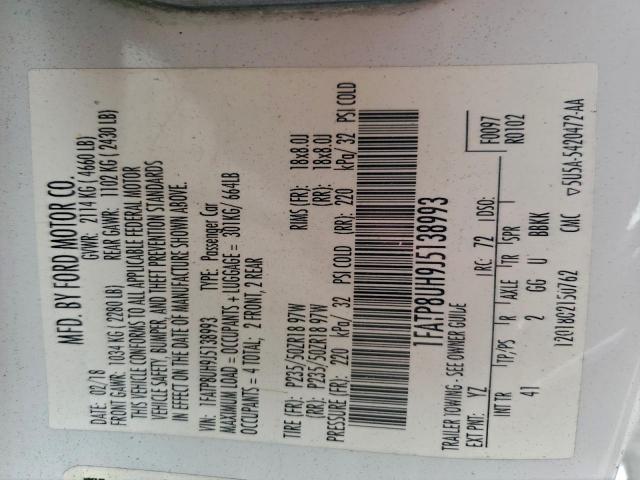 MFD. BY FORD MOTOR CO.
DATE: 02/18 GVWR: 2114 KG ( 4660 LB)
FRONT GAWR: 1034 KG ( 2280 LB) REAR GAWR: 1102 KG ( 2430 LB)
THIS VEHICLE CONFORMS TO ALL APPLICABLE FEDERAL MOTOR
VEHICLE SAFETY, BUMPER, AND THEFT PREVENTION STANDARDS
IN EFFECT ON THE DATE OF MANUFACTURE SHOWN ABOVE.
VIN: 1FATP8UH9J5138993 TYPE: Passenger Car
MAXIMUM LOAD = OCCUPANTS + LUGGAGE = 301KG/ 664LB
OCCUPANTS = 4 TOTAL; 2 FRONT, 2 REAR
TIRE (FR): P235/50ZR18 97W RIMS (FR): 18x8.0J
(RR): P235/50ZR18 97W (RR): 18x8.0J
PRESSURE (FR): 220 kPa/ 32 PSI COLD (RR): 220 kPa/ 32 PSI COLD
1FATP8UH9J5138993
TRAILER TOWING - SEE OWNER GUIDE F0097
EXT PNT: YZ RC: 72 DSO: R0102
INT TR TP/PS R AXLE TR SPR
41 2 GG U BBKK
1201802150762 CMC ▽5U5A-5420472-AA